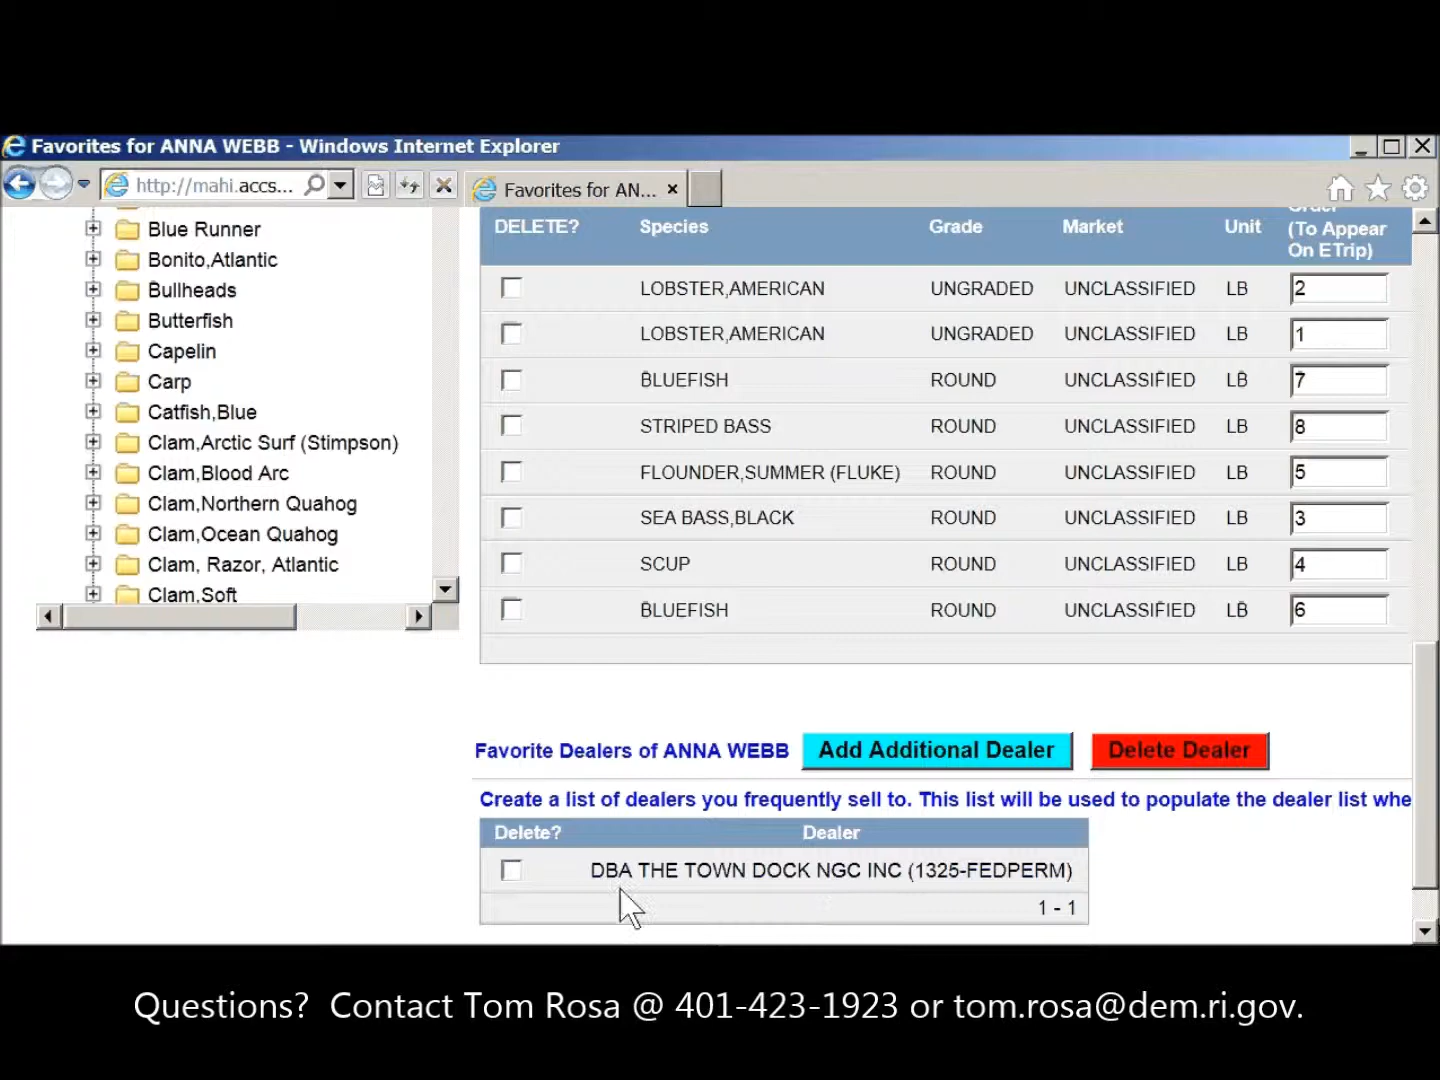 Favorites for ANNA WEBB - Windows Internet Explorer
http://mahi.accs...
Favorites for AN...
Blue Runner
Bonito,Atlantic
Bullheads
Butterfish
Capelin
Carp
Catfish,Blue
Clam,Arctic Surf (Stimpson)
Clam,Blood Arc
Clam,Northern Quahog
Clam,Ocean Quahog
Clam, Razor, Atlantic
Clam,Soft
DELETE? Species Grade Market Unit Order
(To Appear
On ETrip)
LOBSTER,AMERICAN UNGRADED UNCLASSIFIED LB 2
LOBSTER,AMERICAN UNGRADED UNCLASSIFIED LB 1
BLUEFISH ROUND UNCLASSIFIED LB 7
STRIPED BASS ROUND UNCLASSIFIED LB 8
FLOUNDER,SUMMER (FLUKE) ROUND UNCLASSIFIED LB 5
SEA BASS,BLACK ROUND UNCLASSIFIED LB 3
SCUP ROUND UNCLASSIFIED LB 4
BLUEFISH ROUND UNCLASSIFIED LB 6
Favorite Dealers of ANNA WEBB Add Additional Dealer Delete Dealer
Create a list of dealers you frequently sell to. This list will be used to populate the dealer list whe
Delete? Dealer
DBA THE TOWN DOCK NGC INC (1325-FEDPERM)
1 - 1
Questions? Contact Tom Rosa @ 401-423-1923 or tom.rosa@dem.ri.gov.